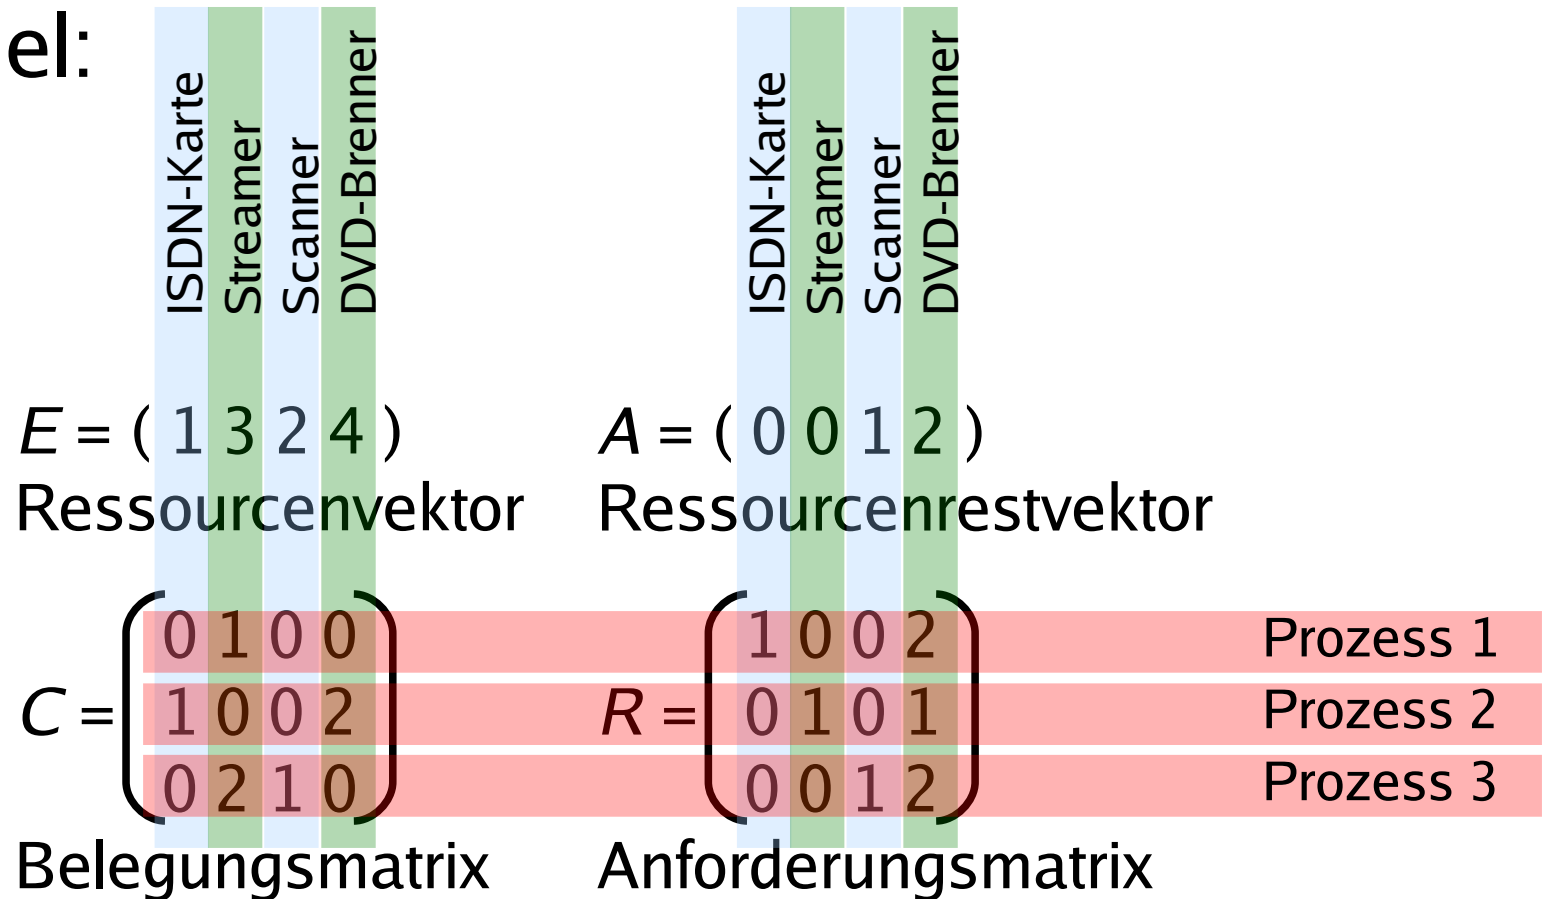 el:
ISDN-Karte Streamer Scanner DVD-Brenner
ISDN-Karte Streamer Scanner DVD-Brenner
E = ( 1 3 2 4 )
A = ( 0 0 1 2 )
Ressourcenvektor
Ressourcenrestvektor
C =
0 1 0 0
1 0 0 2
0 2 1 0
R =
1 0 0 2
0 1 0 1
0 0 1 2
Prozess 1
Prozess 2
Prozess 3
Belegungsmatrix
Anforderungsmatrix